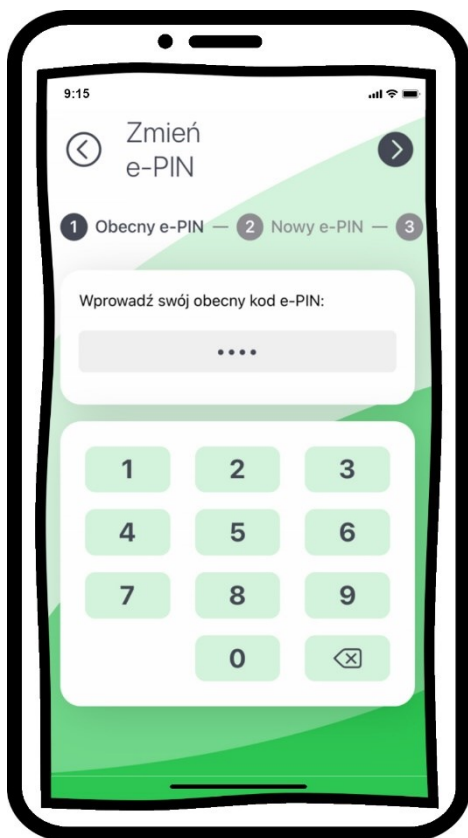 9:15
Zmień
e-PIN
1 Obecny e-PIN — 2 Nowy e-PIN — 3
Wprowadź swój obecny kod e-PIN:
••••
1 2 3
4 5 6
7 8 9
0